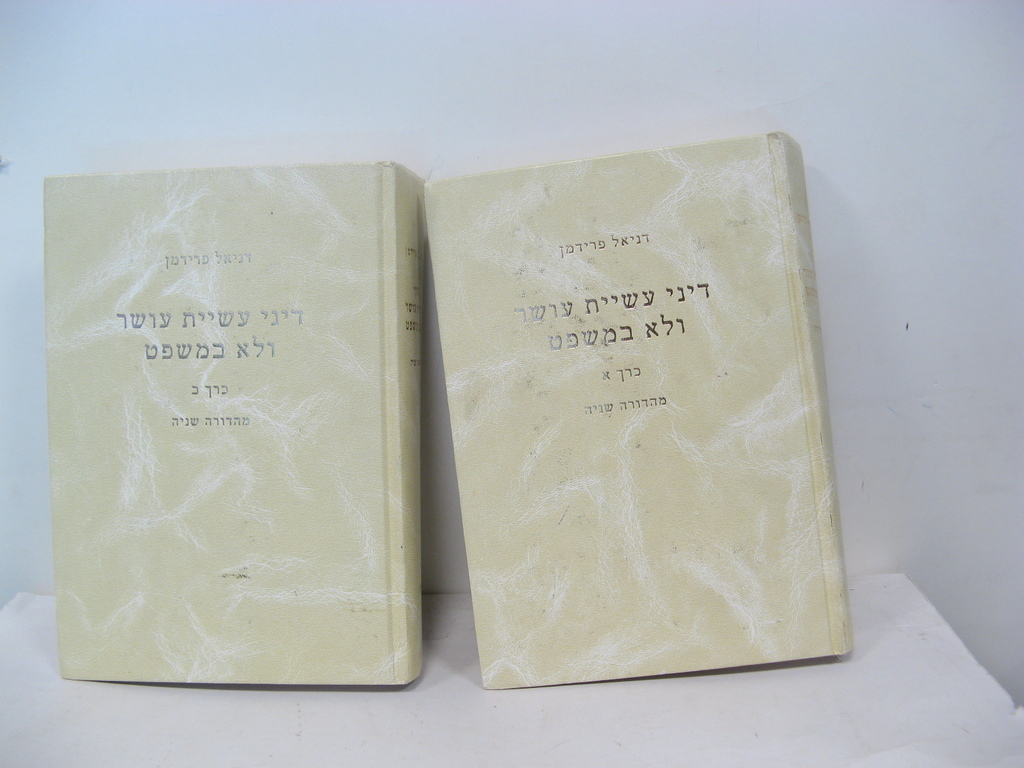 דניאל פרידמן
דיני עשיית עושר
ולא במשפט
כרך א
מהדורה שניה
דניאל פרידמן
דיני עשיית עושר
ולא במשפט
כרך ב
מהדורה שניה